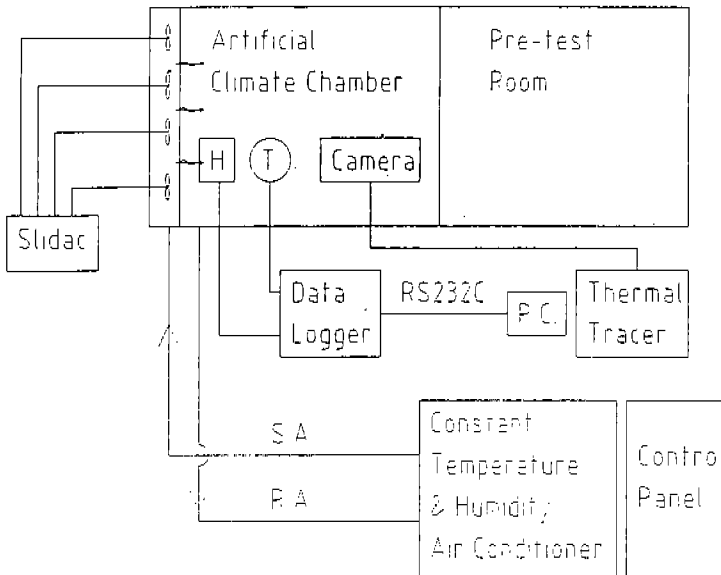 Artificial
Climate Chamber
Pre-test
Room
H
T
Camera
Slidac
Data
Logger
RS232C
P.C.
Thermal
Tracer
S A
R A
Constant
Temperature
& Humidity
Air Conditioner
Contro
Panel